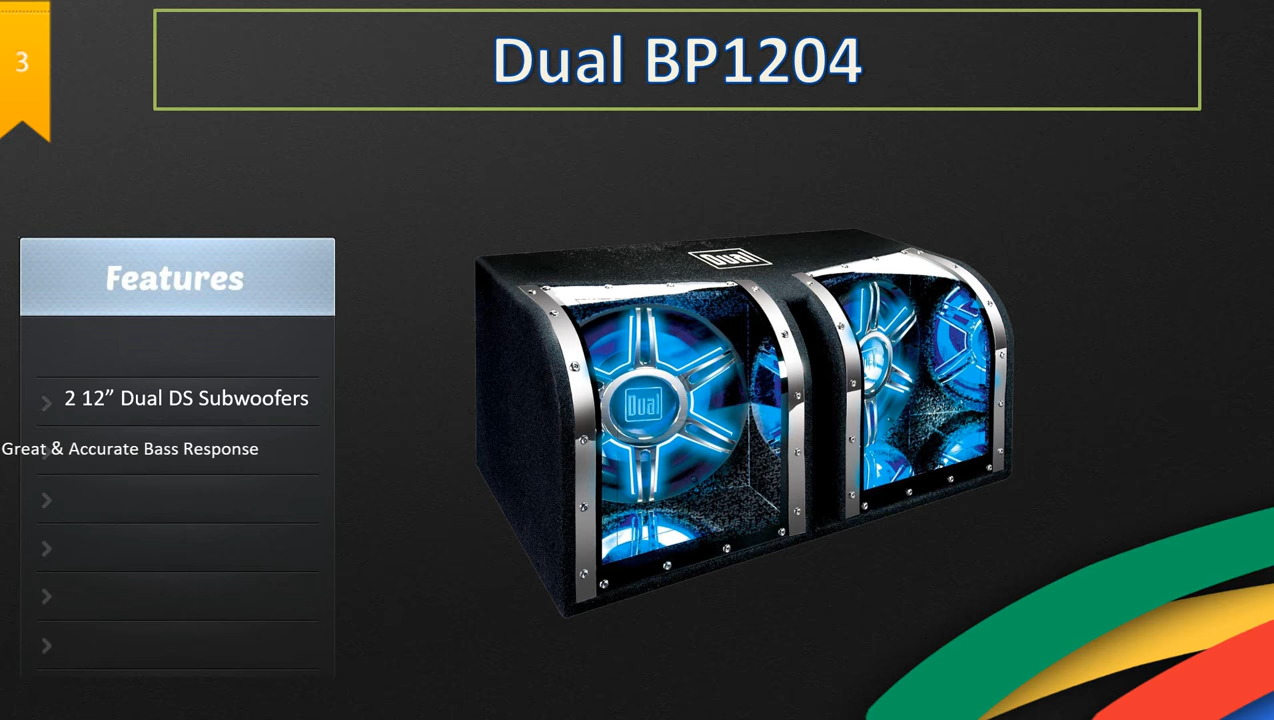 3
Dual BP1204
Features
2 12” Dual DS Subwoofers
Great & Accurate Bass Response
Dual
Dual